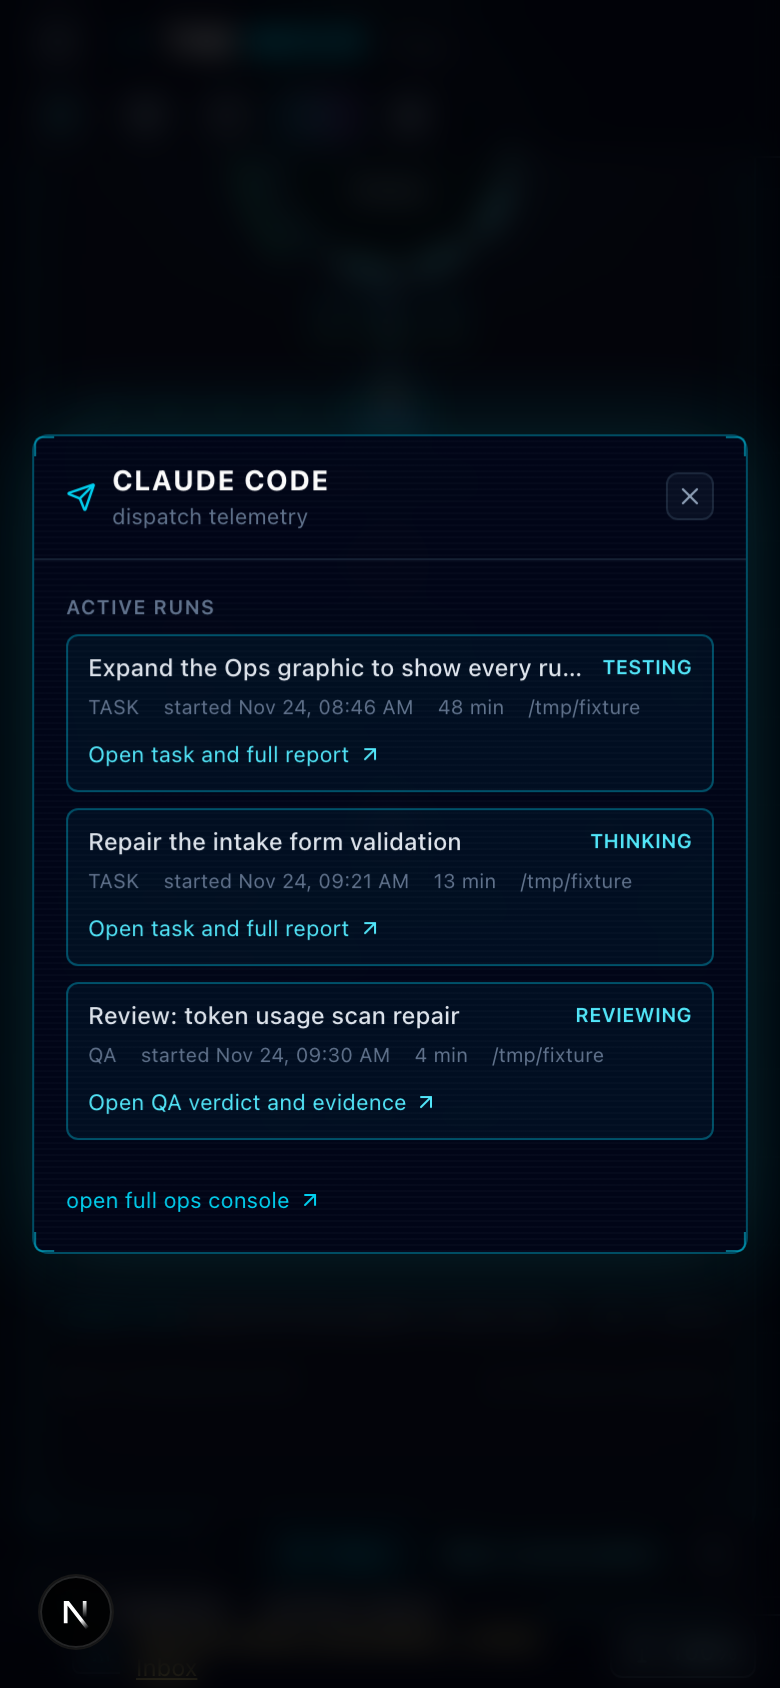 CLAUDE CODE
dispatch telemetry
ACTIVE RUNS
Expand the Ops graphic to show every ru... TESTING
TASK started Nov 24, 08:46 AM 48 min /tmp/fixture
Open task and full report
Repair the intake form validation THINKING
TASK started Nov 24, 09:21 AM 13 min /tmp/fixture
Open task and full report
Review: token usage scan repair REVIEWING
QA started Nov 24, 09:30 AM 4 min /tmp/fixture
Open QA verdict and evidence
open full ops console
N
inbox